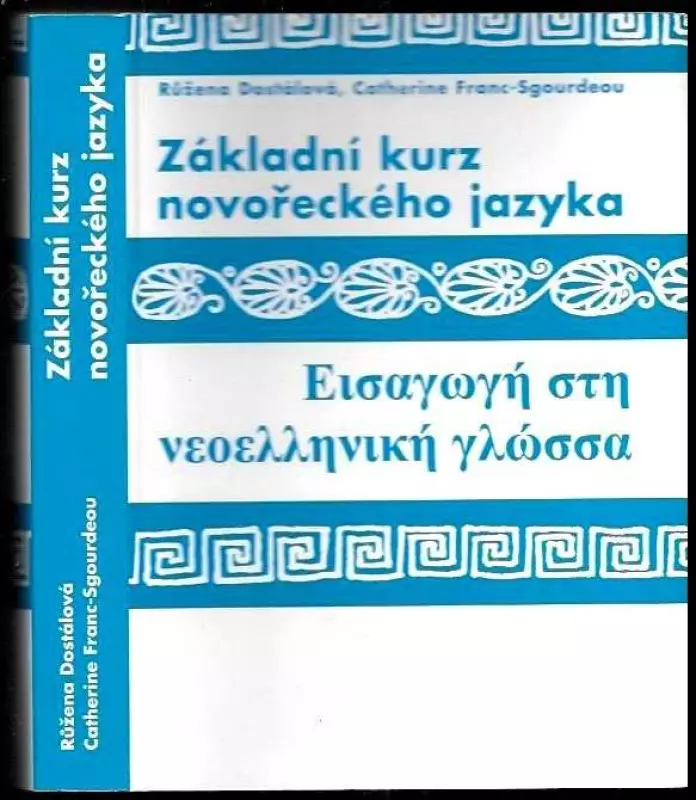 Základní kurz
novořeckého jazyka
Růžena Dostálová
Catherine Franc-Sgourdeou
Růžena Dostálová, Catherine Franc-Sgourdeou
Základní kurz
novořeckého jazyka
Εισαγωγή στη
νεοελληνική γλώσσα